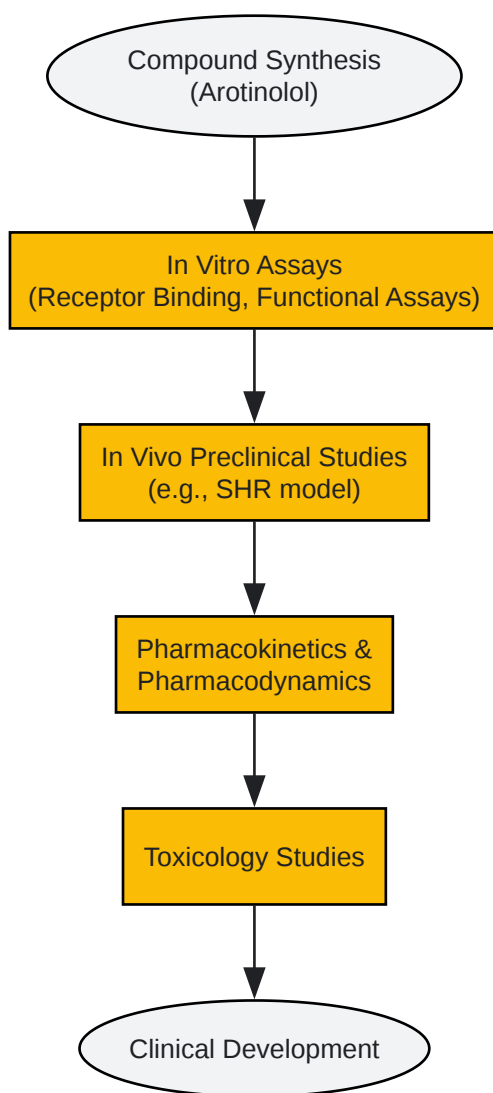 Compound Synthesis
(Arotinolol)
In Vitro Assays
(Receptor Binding, Functional Assays)
In Vivo Preclinical Studies
(e.g., SHR model)
Pharmacokinetics &
Pharmacodynamics
Toxicology Studies
Clinical Development